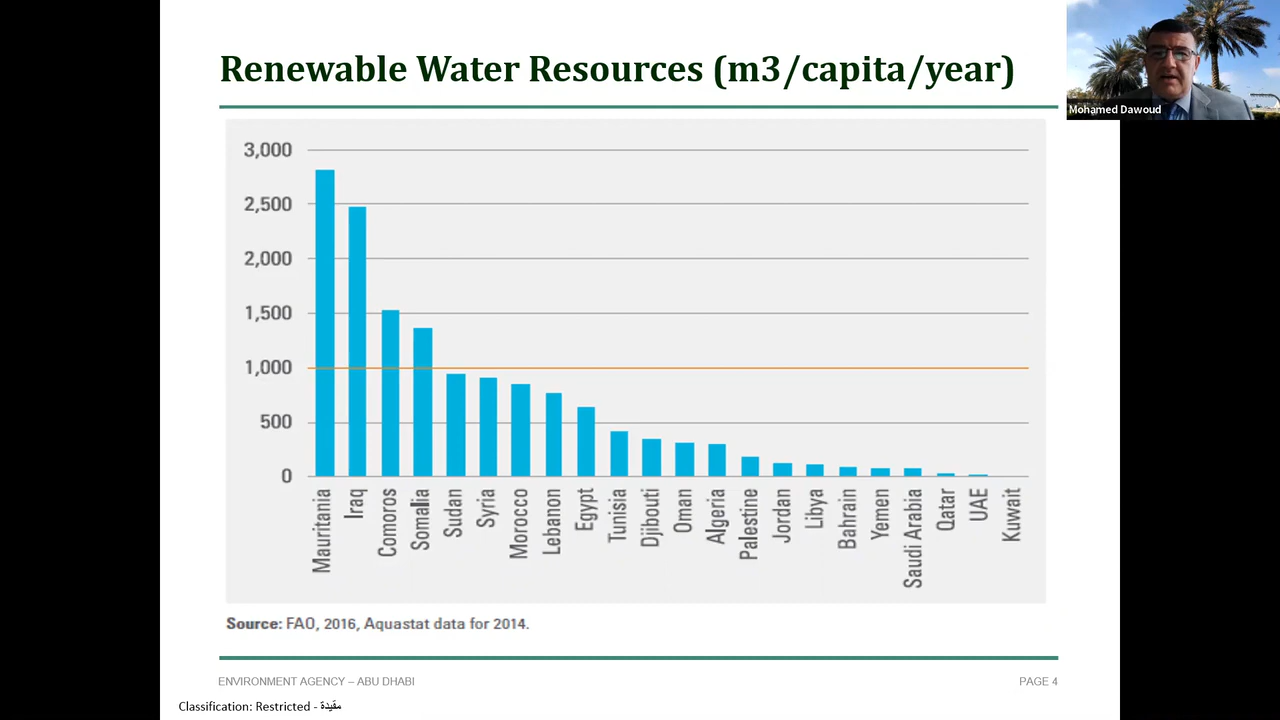 Renewable Water Resources (m3/capita/year)
Mohamed Dawoud
3,000
2,500
2,000
1,500
1,000
500
0
Mauritania
Iraq
Comoros
Somalia
Sudan
Syria
Morocco
Lebanon
Egypt
Tunisia
Djibouti
Oman
Algeria
Palestine
Jordan
Libya
Bahrain
Yemen
Saudi Arabia
Qatar
UAE
Kuwait
Source: FAO, 2016, Aquastat data for 2014.
ENVIRONMENT AGENCY – ABU DHABI
PAGE 4
Classification: Restricted - مقيدة